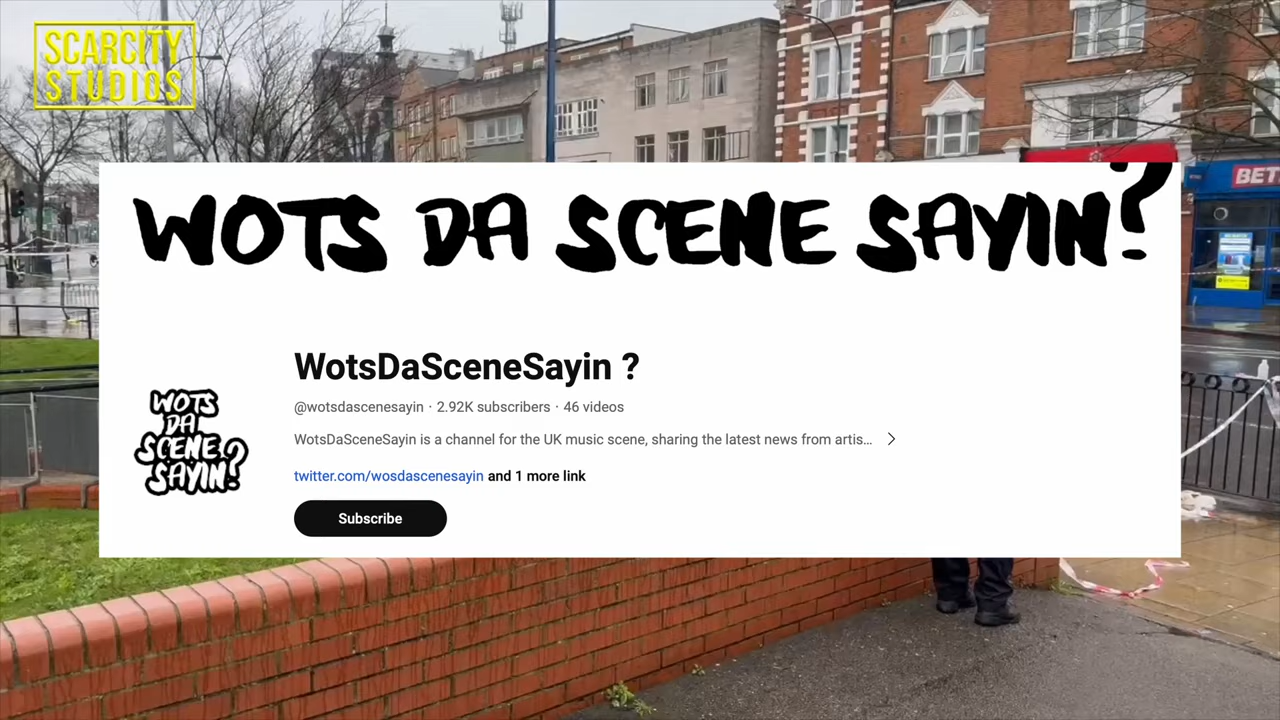 SCARCITY
STUDIOS
BET
WOTS DA SCENE SAYIN?
WotsDaSceneSayin ?
@wotsdascenesayin · 2.92K subscribers · 46 videos
WotsDaSceneSayin is a channel for the UK music scene, sharing the latest news from artis...
twitter.com/wosdascenesayin and 1 more link
Subscribe
WOTS
DA
SCENE
SAYIN?